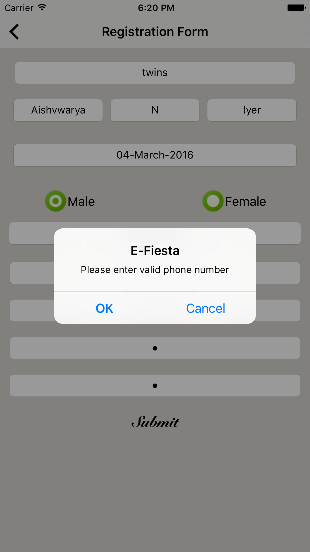 Carrier 6:20 PM
Registration Form
twins
Aishvwarya N Iyer
04-March-2016
Male Female
E-Fiesta
Please enter valid phone number
OK Cancel
•
•
Submit